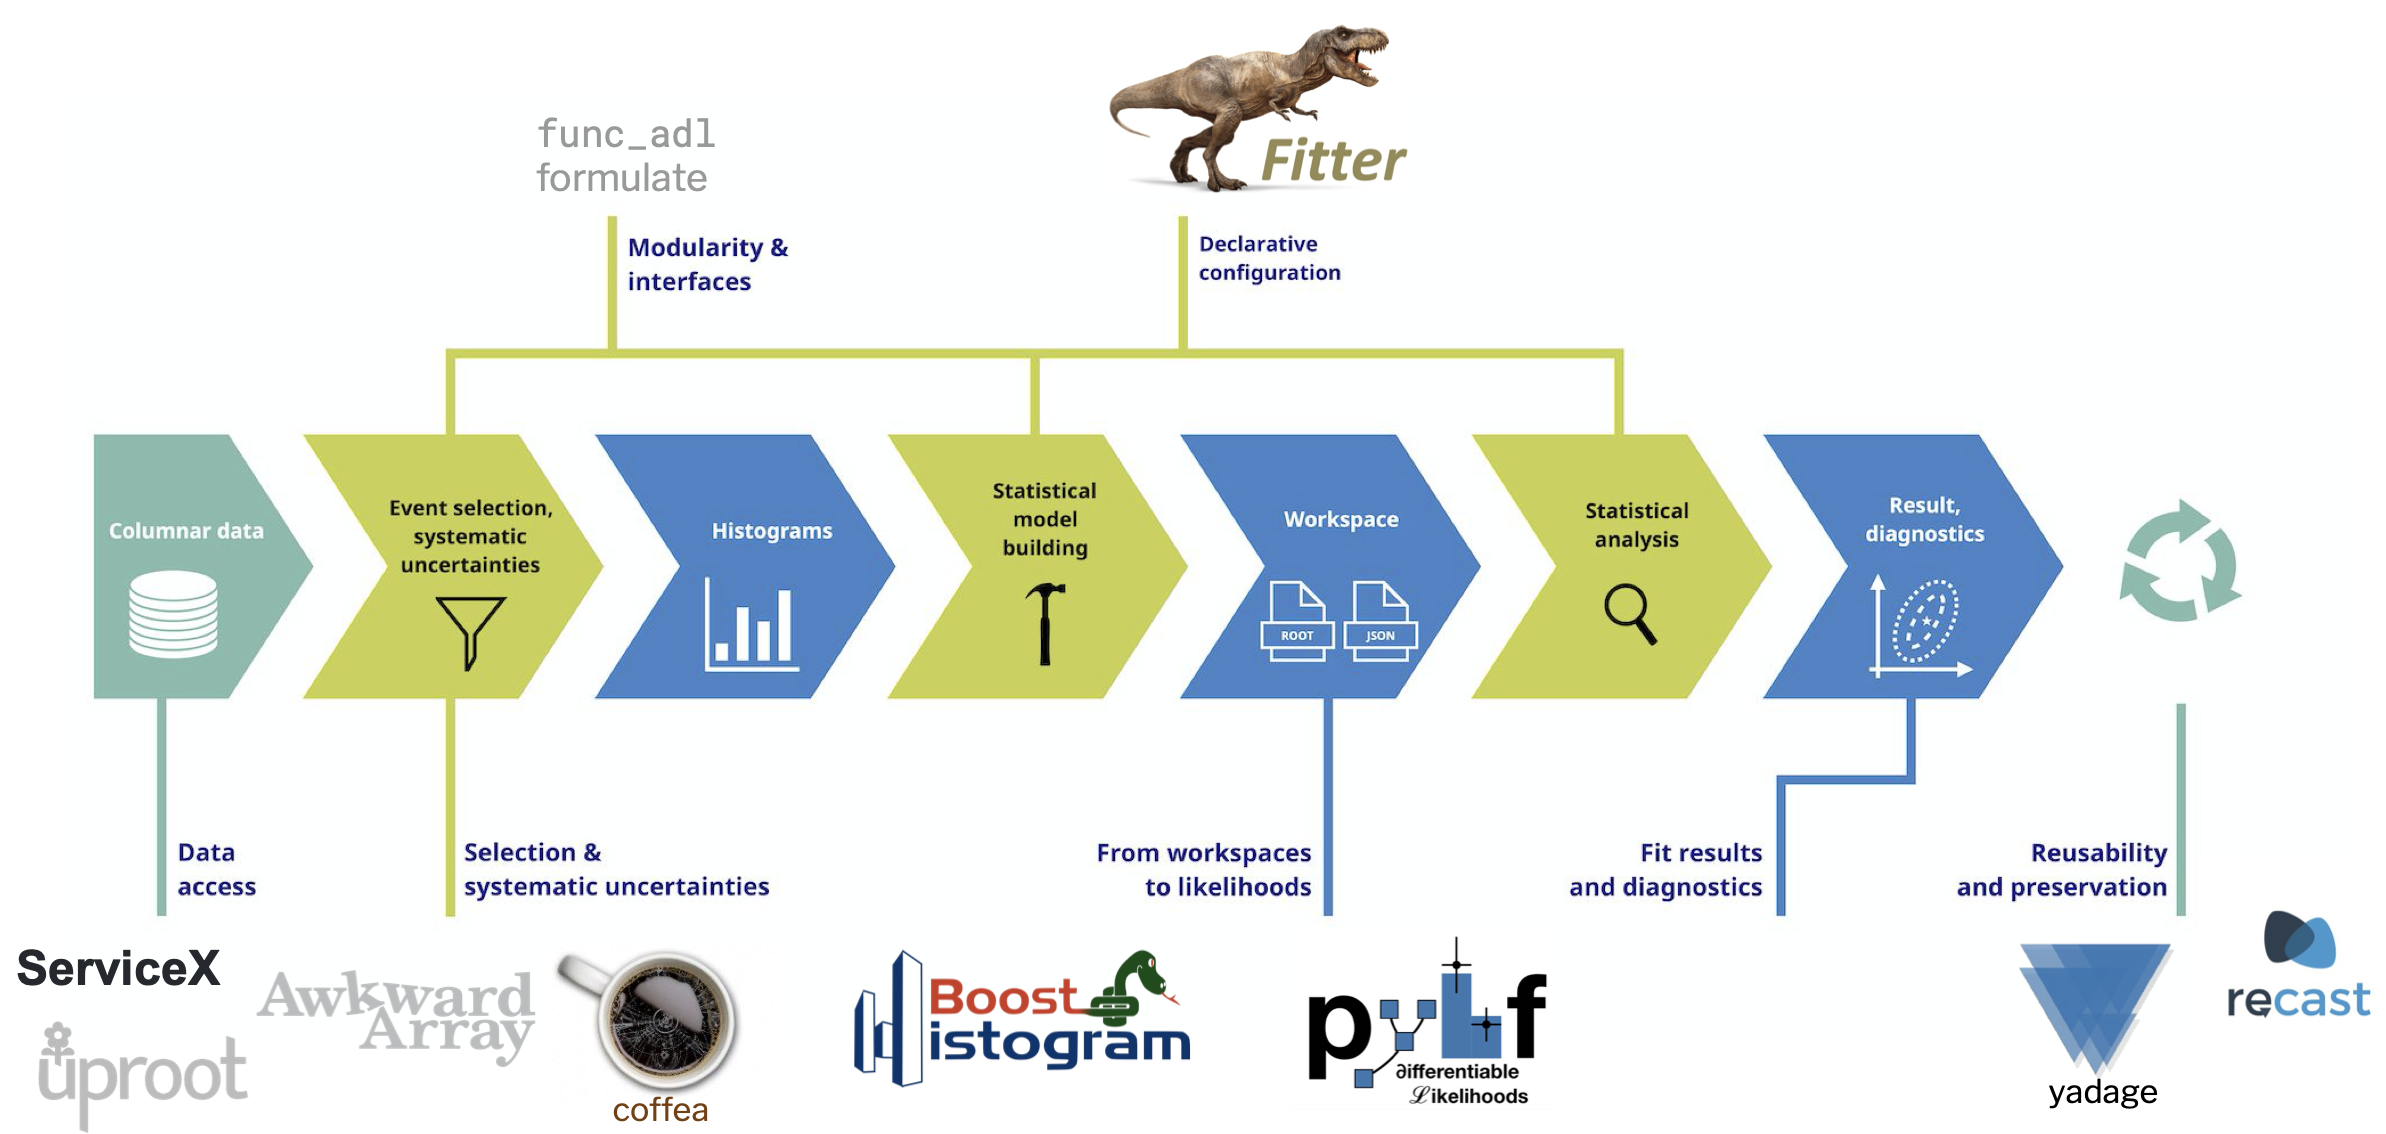 func_adl
formulate
Fitter
Modularity &
interfaces
Declarative
configuration
Columnar data
Event selection,
systematic
uncertainties
Histograms
Statistical
model
building
Workspace
ROOT
JSON
Statistical
analysis
Result,
diagnostics
Data
access
Selection &
systematic uncertainties
From workspaces
to likelihoods
Fit results
and diagnostics
Reusability
and preservation
ServiceX
uproot
Awkward
Array
coffea
Boost
Histogram
pyhf
∂ifferentiable
ℒikelihoods
yadage
recast